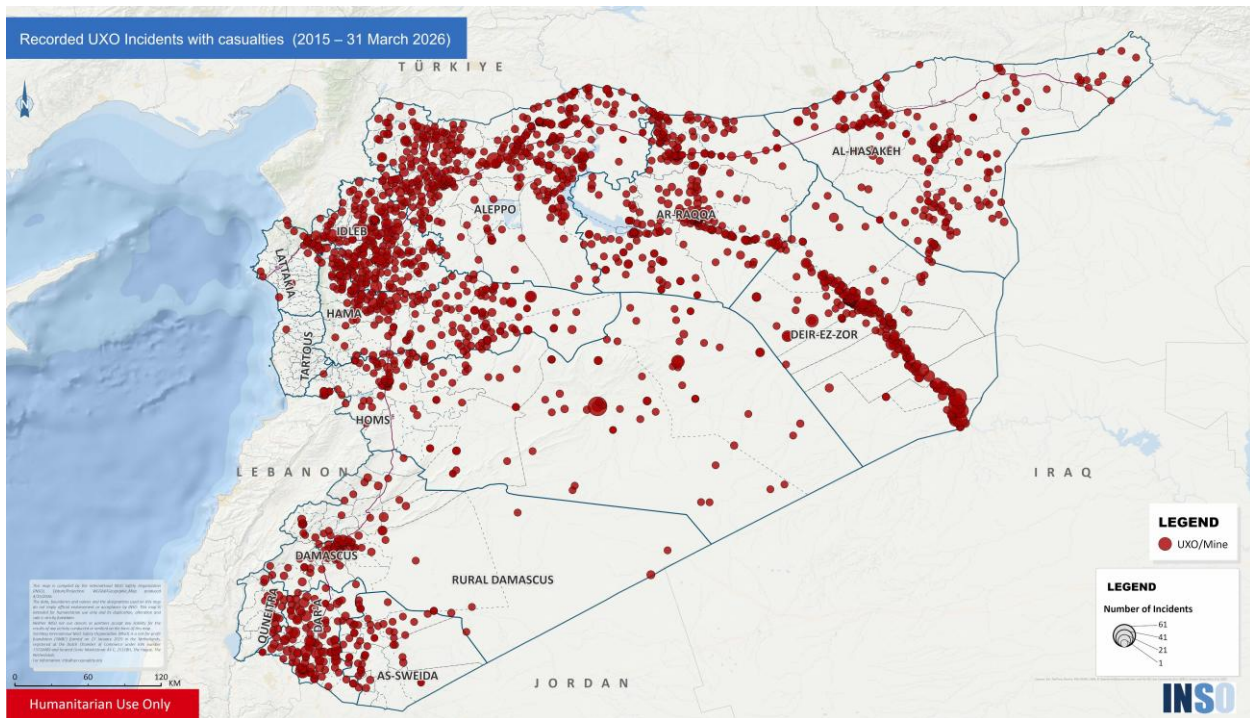 Recorded UXO Incidents with casualties (2015 – 31 March 2026)
TÜRKIYE
AL-HASAKEH
ALEPPO
AR-RAQQA
IDLEB
LATTAKIA
HAMA
DEIR-EZ-ZOR
TARTOUS
HOMS
LEBANON
IRAQ
DAMASCUS
RURAL DAMASCUS
QUNEITRA
DAR'A
AS-SWEIDA
JORDAN
LEGEND
UXO/Mine
LEGEND
Number of Incidents
61
41
21
1
0 60 120
KM
Humanitarian Use Only
INSO